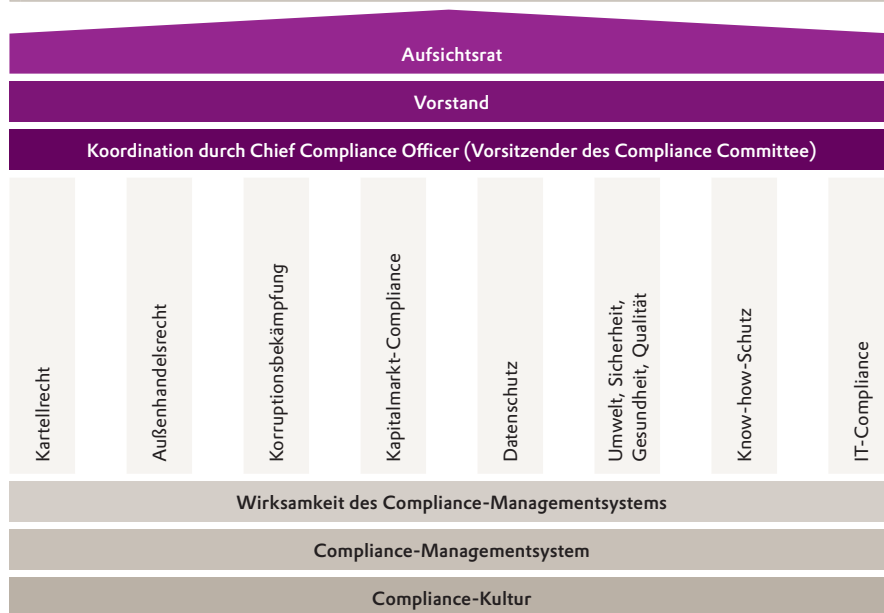 Aufsichtsrat
Vorstand
Koordination durch Chief Compliance Officer (Vorsitzender des Compliance Committee)
Kartellrecht
Außenhandelsrecht
Korruptionsbekämpfung
Kapitalmarkt-Compliance
Datenschutz
Umwelt, Sicherheit,
Gesundheit, Qualität
Know-how-Schutz
IT-Compliance
Wirksamkeit des Compliance-Managementsystems
Compliance-Managementsystem
Compliance-Kultur